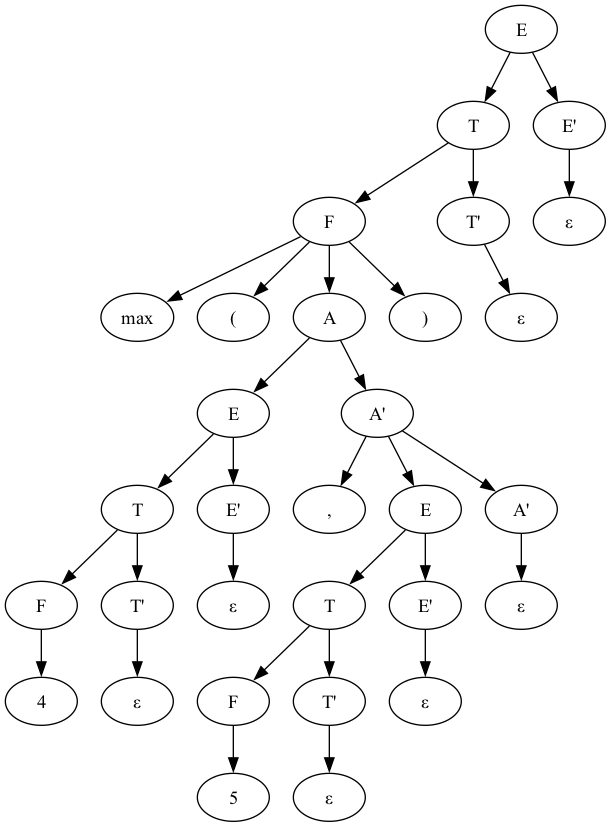 E
T E'
F T' ε
max ( A ) ε
E A'
T E' , E A'
F T' ε T E' ε
4 ε F T' ε
5 ε